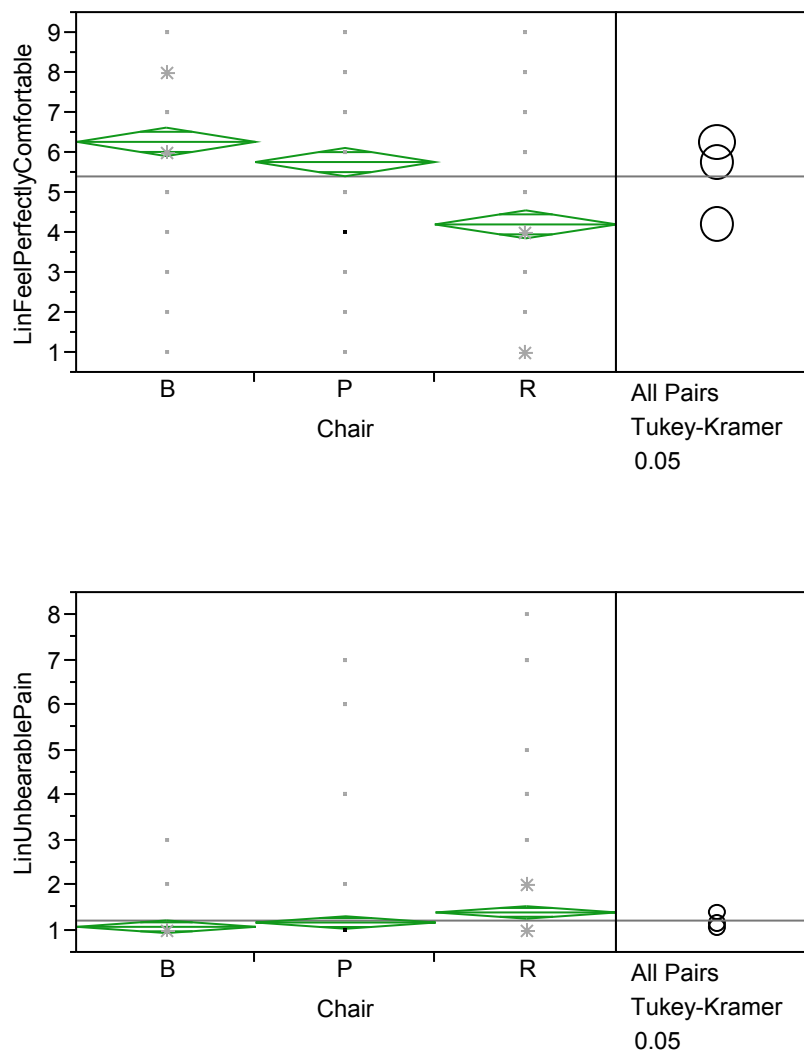 LinFeelPerfectlyComfortable
9
8
7
6
5
4
3
2
1
B P R
Chair
All Pairs
Tukey-Kramer
0.05
LinUnbearablePain
8
7
6
5
4
3
2
1
B P R
Chair
All Pairs
Tukey-Kramer
0.05